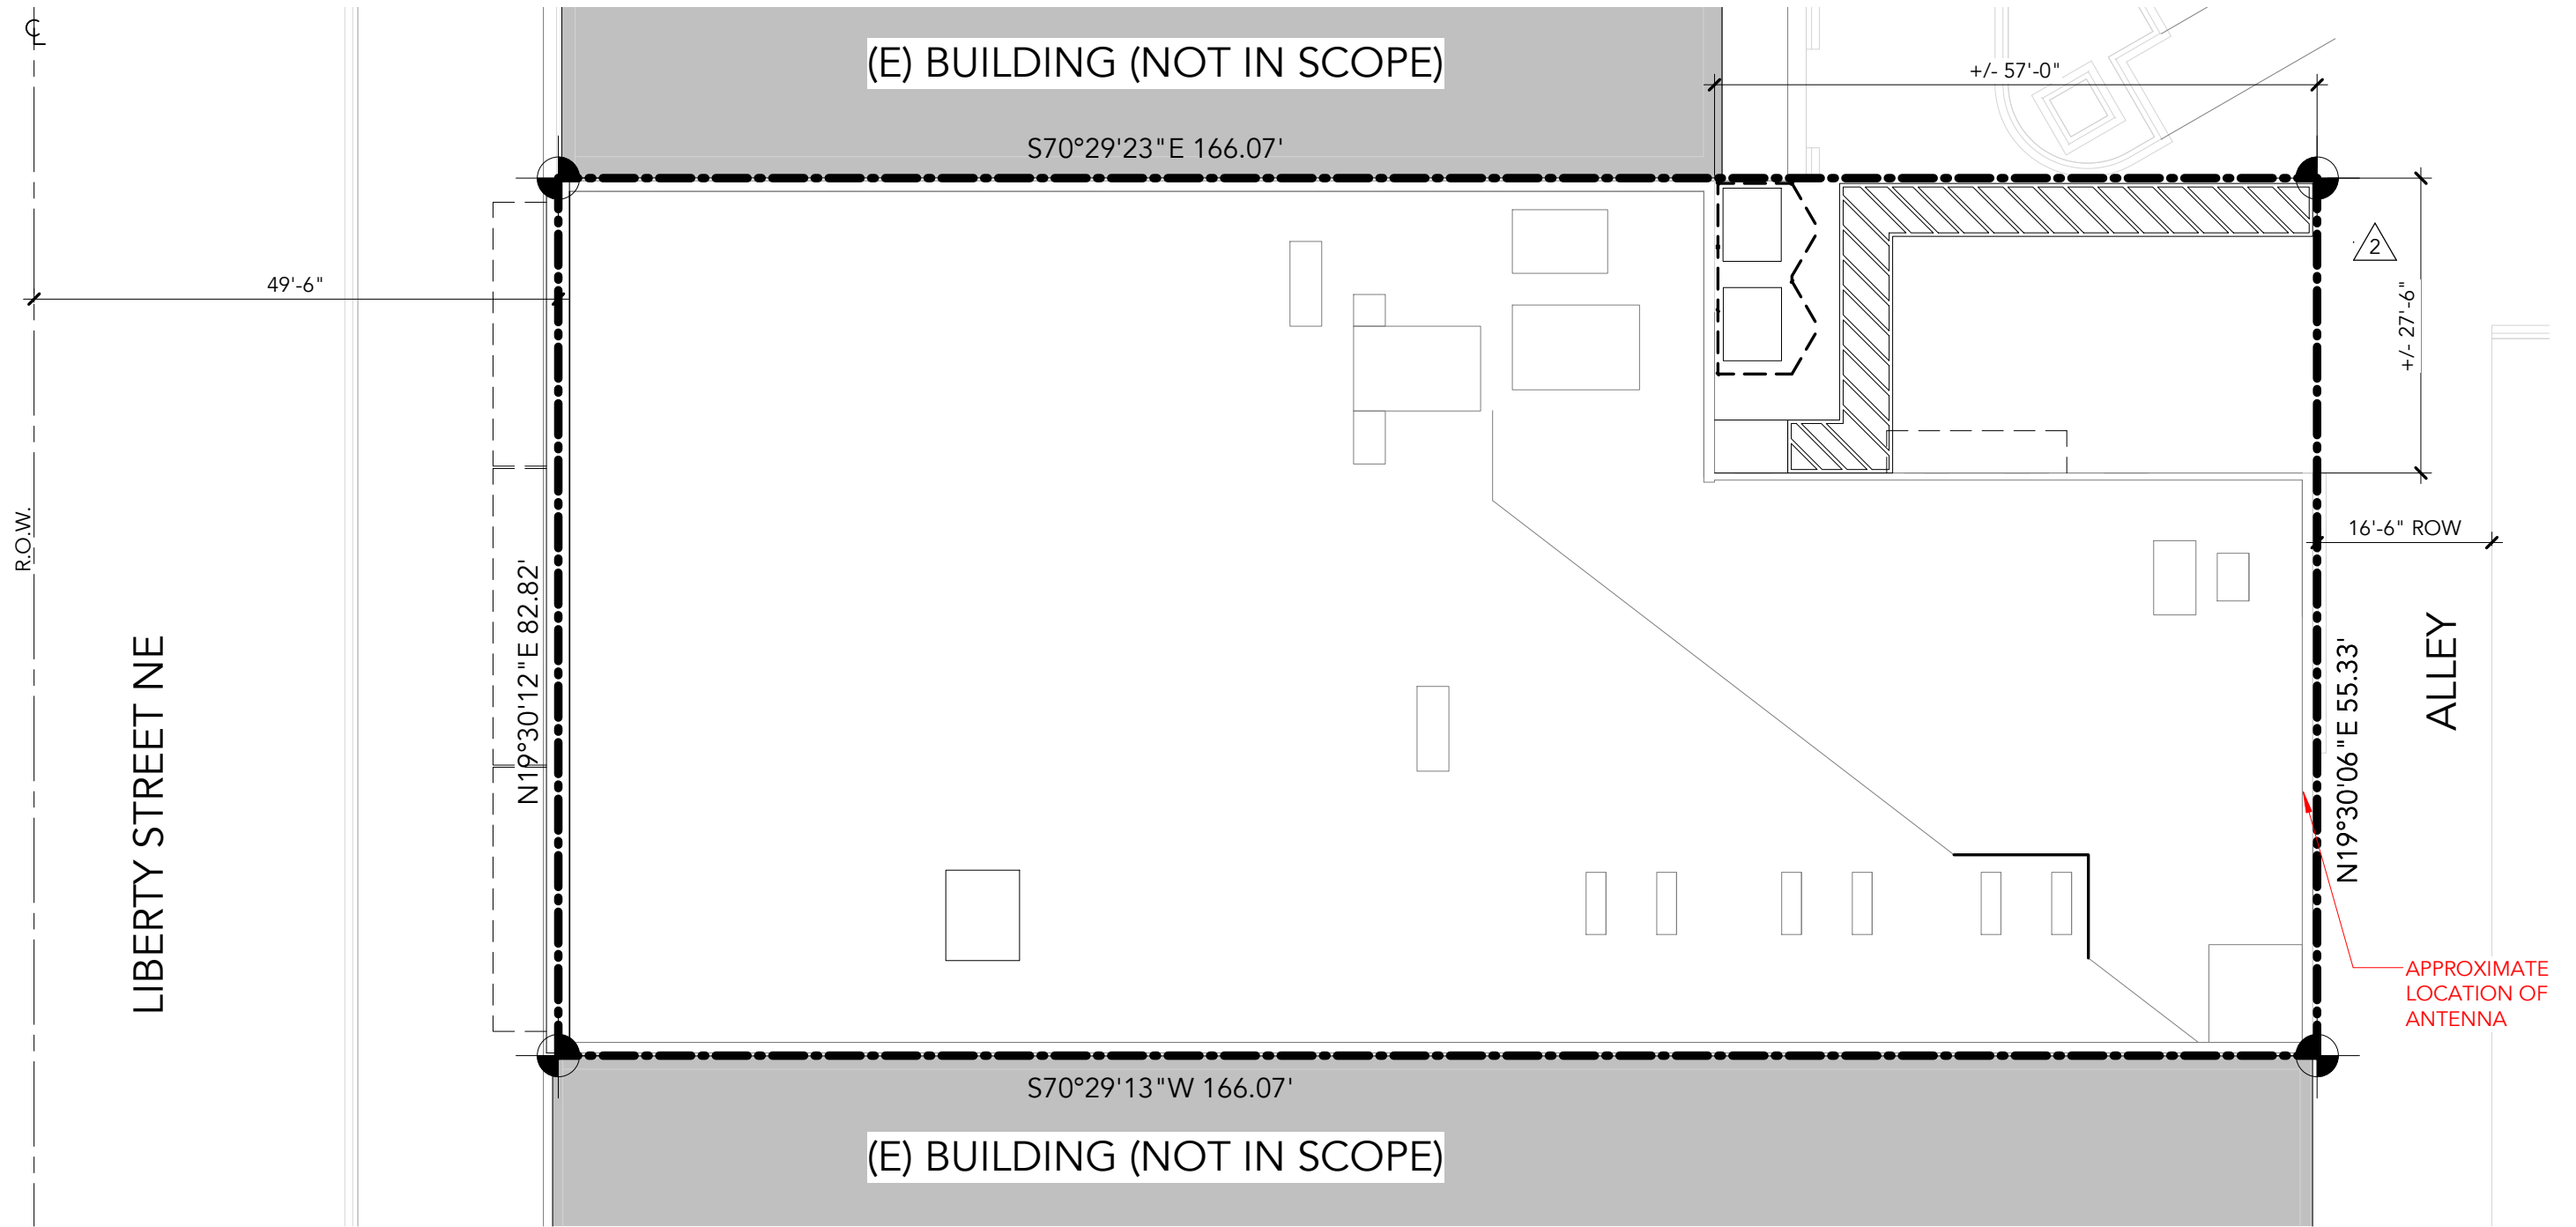 ℄
(E) BUILDING (NOT IN SCOPE)
+/- 57'-0"
S70°29'23"E 166.07'
2
49'-6"
+/- 27'-6"
R.O.W.
16'-6" ROW
LIBERTY STREET NE
N19°30'12"E 82.82'
N19°30'06"E 55.33'
ALLEY
APPROXIMATE
LOCATION OF
ANTENNA
S70°29'13"W 166.07'
(E) BUILDING (NOT IN SCOPE)